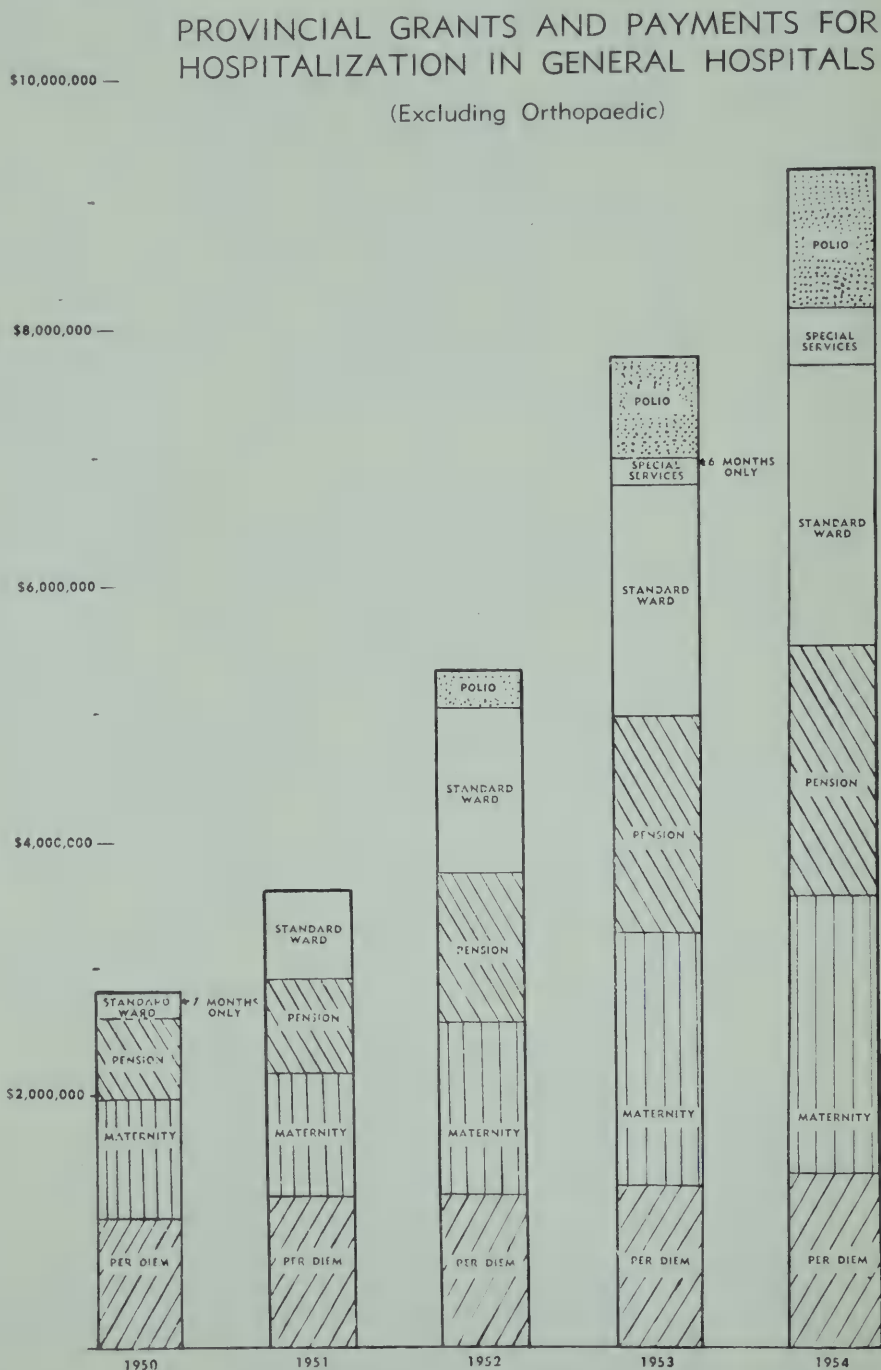 PROVINCIAL GRANTS AND PAYMENTS FOR
HOSPITALIZATION IN GENERAL HOSPITALS
(Excluding Orthopaedic)
$10,000,000
$8,000,000
$6,000,000
$4,000,000
$2,000,000
STANDARD
WARD
7 MONTHS
ONLY
PENSION
MATERNITY
PER DIEM
1950
STANDARD
WARD
PENSION
MATERNITY
PER DIEM
1951
POLIO
STANDARD
WARD
PENSION
MATERNITY
PER DIEM
1952
POLIO
SPECIAL
SERVICES
6 MONTHS
ONLY
STANDARD
WARD
PENSION
MATERNITY
PER DIEM
1953
POLIO
SPECIAL
SERVICES
STANDARD
WARD
PENSION
MATERNITY
PER DIEM
1954